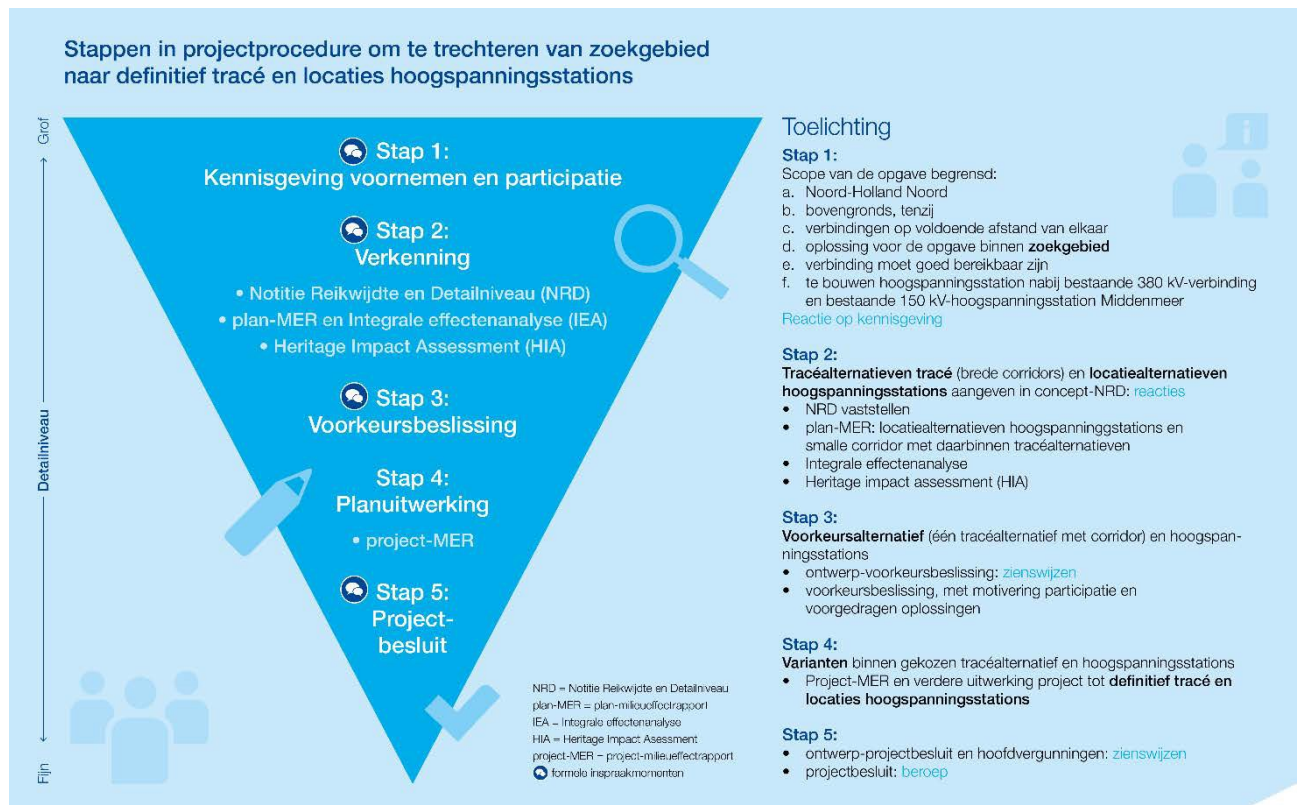 Stappen in projectprocedure om te trechteren van zoekgebied
naar definitief tracé en locaties hoogspanningsstations
Grof
Detailniveau
Fijn
Stap 1:
Kennisgeving voornemen en participatie
Stap 2:
Verkenning
• Notitie Reikwijdte en Detailniveau (NRD)
• plan-MER en Integrale effectenanalyse (IEA)
• Heritage Impact Assessment (HIA)
Stap 3:
Voorkeursbeslissing
Stap 4:
Planuitwerking
• project-MER
Stap 5:
Project-
besluit
NRD = Notitie Reikwijdte en Detailniveau
plan-MER = plan-milieueffectrapport
IEA = Integrale effectenanalyse
HIA = Heritage Impact Asessment
project-MER = project-milieueffectrapport
formele inspraakmomenten
Toelichting
Stap 1:
Scope van de opgave begrensd:
a. Noord-Holland Noord
b. bovengronds, tenzij
c. verbindingen op voldoende afstand van elkaar
d. oplossing voor de opgave binnen zoekgebied
e. verbinding moet goed bereikbaar zijn
f. te bouwen hoogspanningsstation nabij bestaande 380 kV-verbinding
en bestaande 150 kV-hoogspanningsstation Middenmeer
Reactie op kennisgeving
Stap 2:
Tracéalternatieven tracé (brede corridors) en locatiealternatieven
hoogspanningsstations aangeven in concept-NRD: reacties
• NRD vaststellen
• plan-MER: locatiealternatieven hoogspanninggstations en
smalle corridor met daarbinnen tracéalternatieven
• Integrale effectenanalyse
• Heritage impact assessment (HIA)
Stap 3:
Voorkeursalternatief (één tracéalternatief met corridor) en hoogspan-
ningsstations
• ontwerp-voorkeursbeslissing: zienswijzen
• voorkeursbeslissing, met motivering participatie en
voorgedragen oplossingen
Stap 4:
Varianten binnen gekozen tracéalternatief en hoogspanningsstations
• Project-MER en verdere uitwerking project tot definitief tracé en
locaties hoogspanningsstations
Stap 5:
• ontwerp-projectbesluit en hoofdvergunningen: zienswijzen
• projectbesluit: beroep